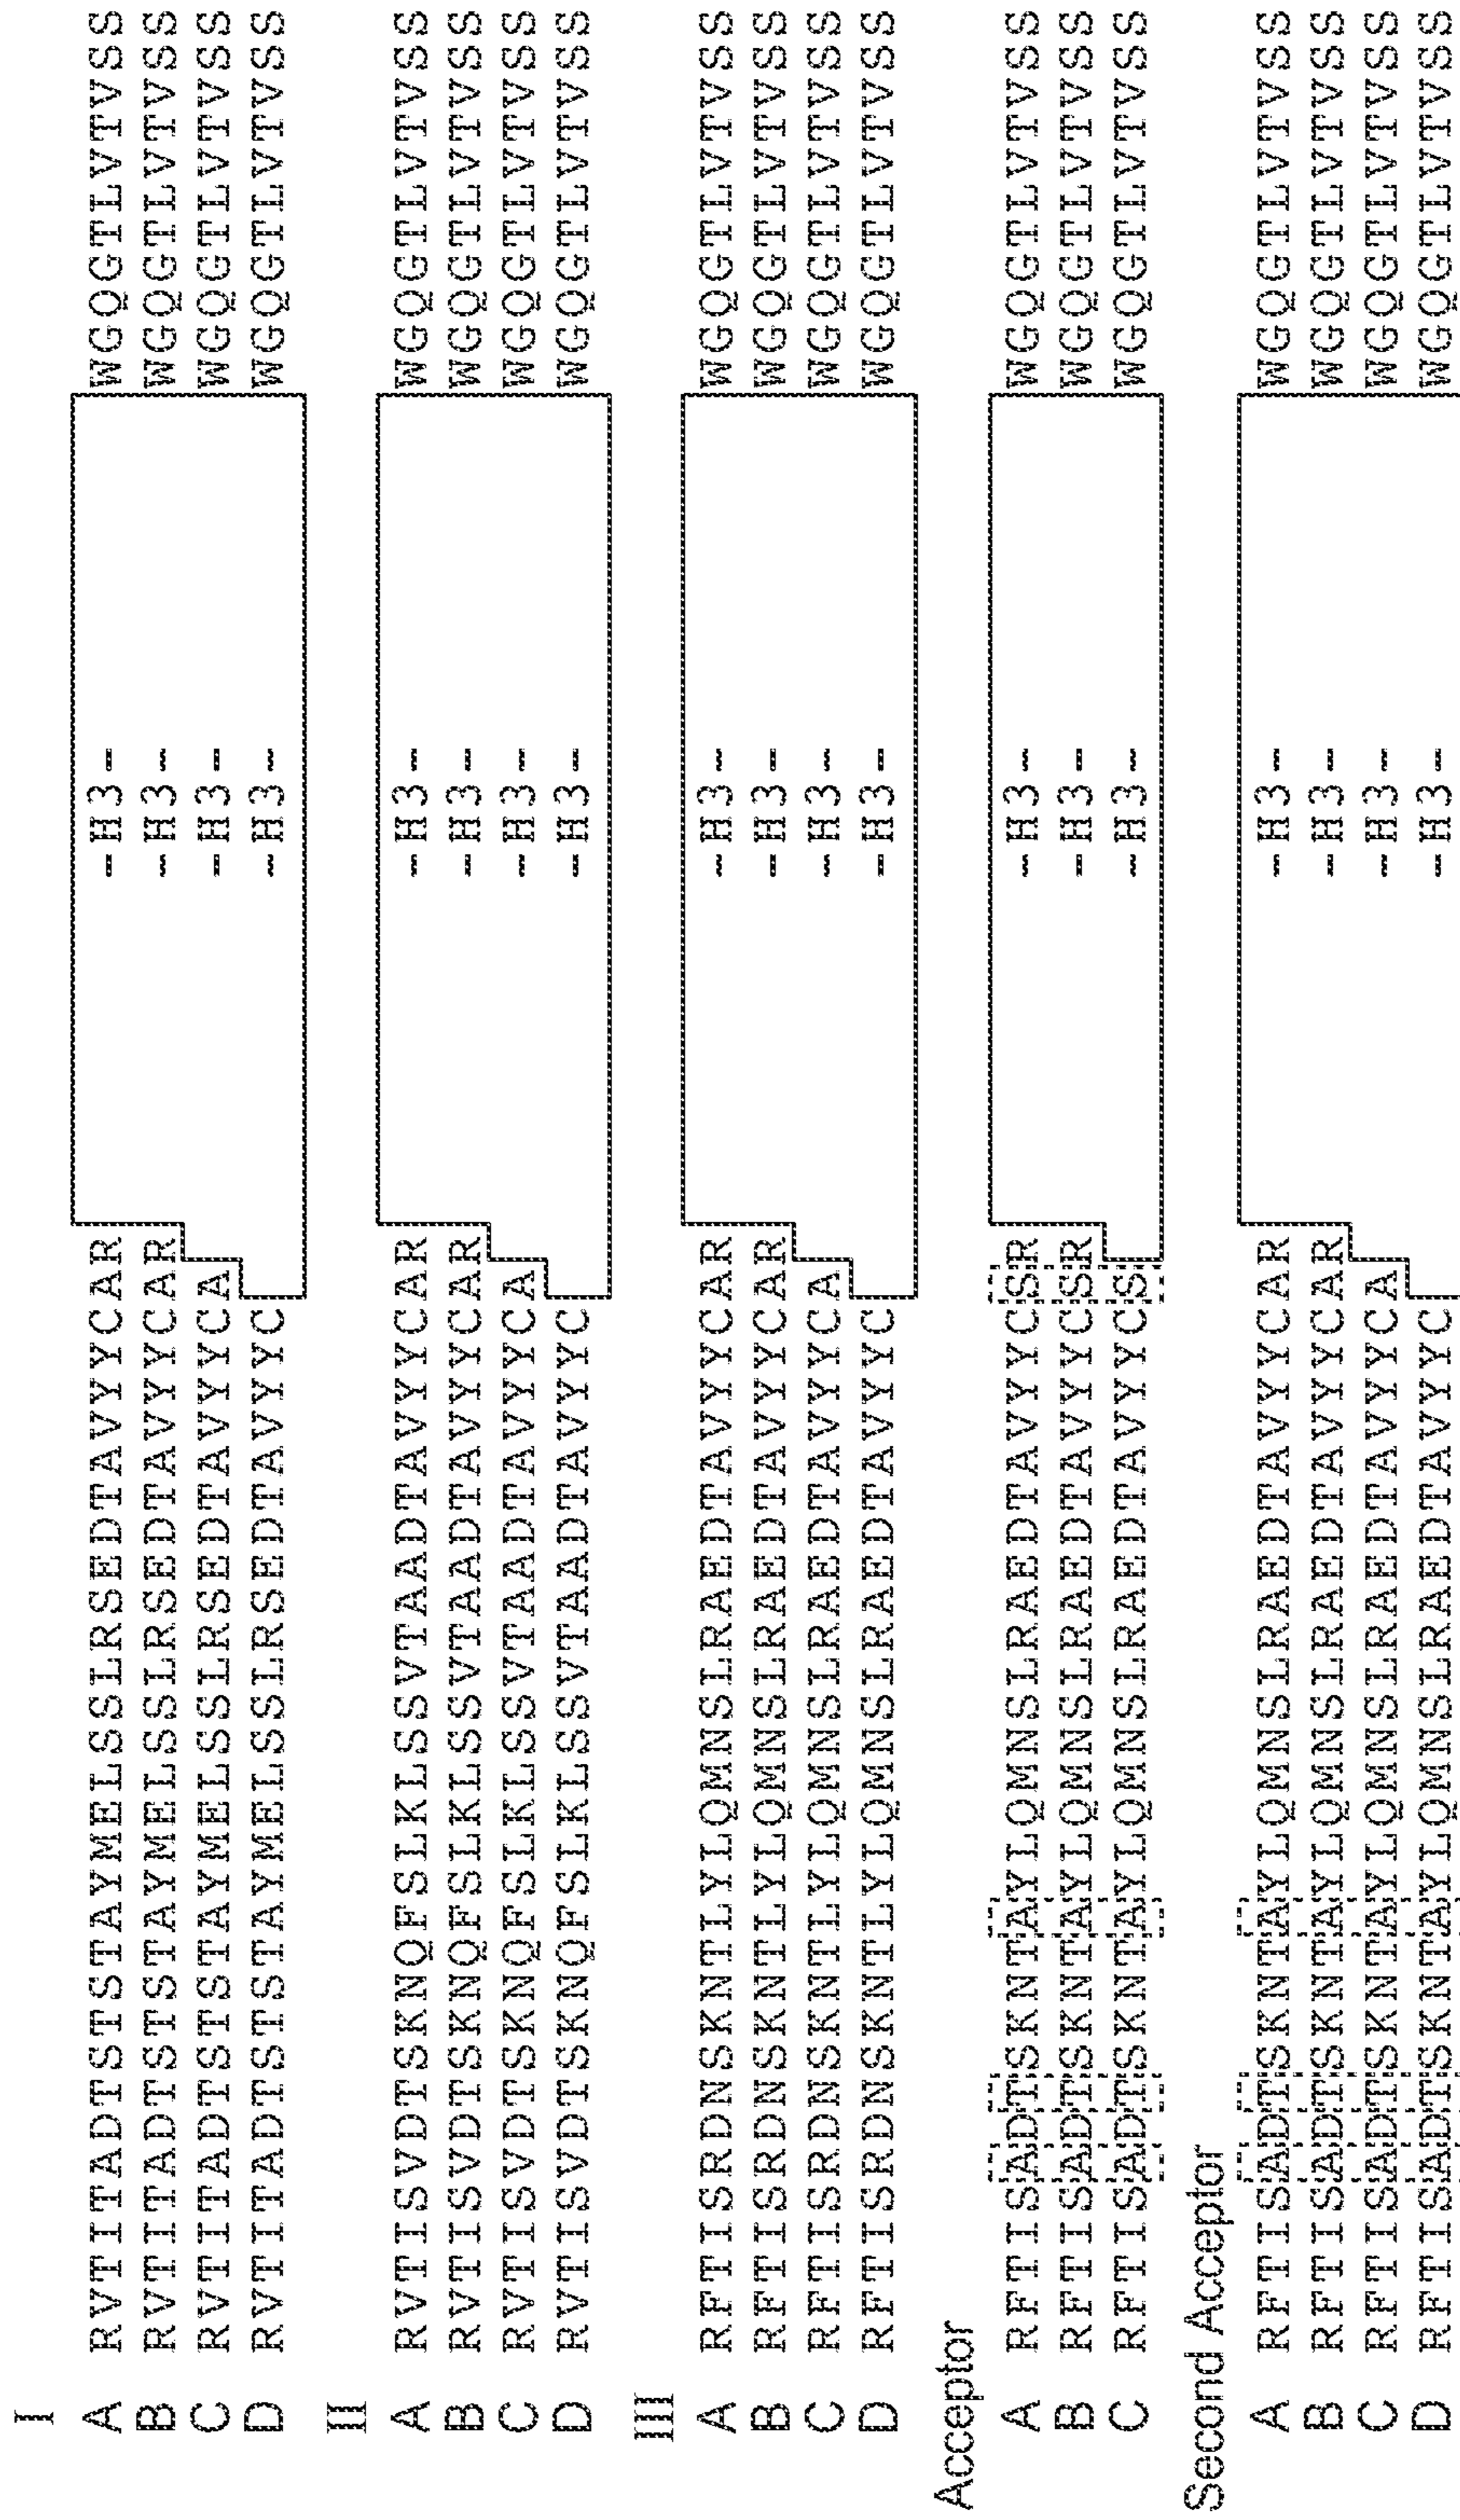 I
A RVTITADTSTSTAYMELSSLRSEDTAVYYCAR -H3- WGQGTLVTVSS
B RVTITADTSTSTAYMELSSLRSEDTAVYYCAR -H3- WGQGTLVTVSS
C RVTITADTSTSTAYMELSSLRSEDTAVYYCA -H3- WGQGTLVTVSS
D RVTITADTSTSTAYMELSSLRSEDTAVYYC -H3- WGQGTLVTVSS
II
A RVTISVDTSKNQFSLKLSSVTAADTAVYYCAR -H3- WGQGTLVTVSS
B RVTISVDTSKNQFSLKLSSVTAADTAVYYCAR -H3- WGQGTLVTVSS
C RVTISVDTSKNQFSLKLSSVTAADTAVYYCA -H3- WGQGTLVTVSS
D RVTISVDTSKNQFSLKLSSVTAADTAVYYC -H3- WGQGTLVTVSS
III
A RFTISRDNSKNTLYLQMNSLRAEDTAVYYCAR -H3- WGQGTLVTVSS
B RFTISRDNSKNTLYLQMNSLRAEDTAVYYCAR -H3- WGQGTLVTVSS
C RFTISRDNSKNTLYLQMNSLRAEDTAVYYCA -H3- WGQGTLVTVSS
D RFTISRDNSKNTLYLQMNSLRAEDTAVYYC -H3- WGQGTLVTVSS
Acceptor
A RFTISADTSKNTAYLQMNSLRAEDTAVYYCSR -H3- WGQGTLVTVSS
B RFTISADTSKNTAYLQMNSLRAEDTAVYYCSR -H3- WGQGTLVTVSS
C RFTISADTSKNTAYLQMNSLRAEDTAVYYCS -H3- WGQGTLVTVSS
Second Acceptor
A RFTISADTSKNTAYLQMNSLRAEDTAVYYCAR -H3- WGQGTLVTVSS
B RFTISADTSKNTAYLQMNSLRAEDTAVYYCAR -H3- WGQGTLVTVSS
C RFTISADTSKNTAYLQMNSLRAEDTAVYYCA -H3- WGQGTLVTVSS
D RFTISADTSKNTAYLQMNSLRAEDTAVYYC -H3- WGQGTLVTVSS